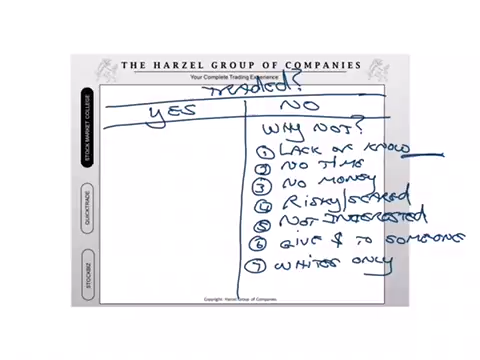 THE HARZEL GROUP OF COMPANIES
Your Complete Trading Experience
TRADED?
YES
NO
WHY NOT?
① LACK OF KNOW
② NO TIME
③ NO MONEY
④ RISKY/SCARED
⑤ NOT INTERESTED
⑥ GIVE $ TO SOMEONE
⑦ WHITES ONLY
STOCK MARKET COLLEGE
QUICKTRADE
STOCKBIZ
Copyright: Harzel Group of Companies